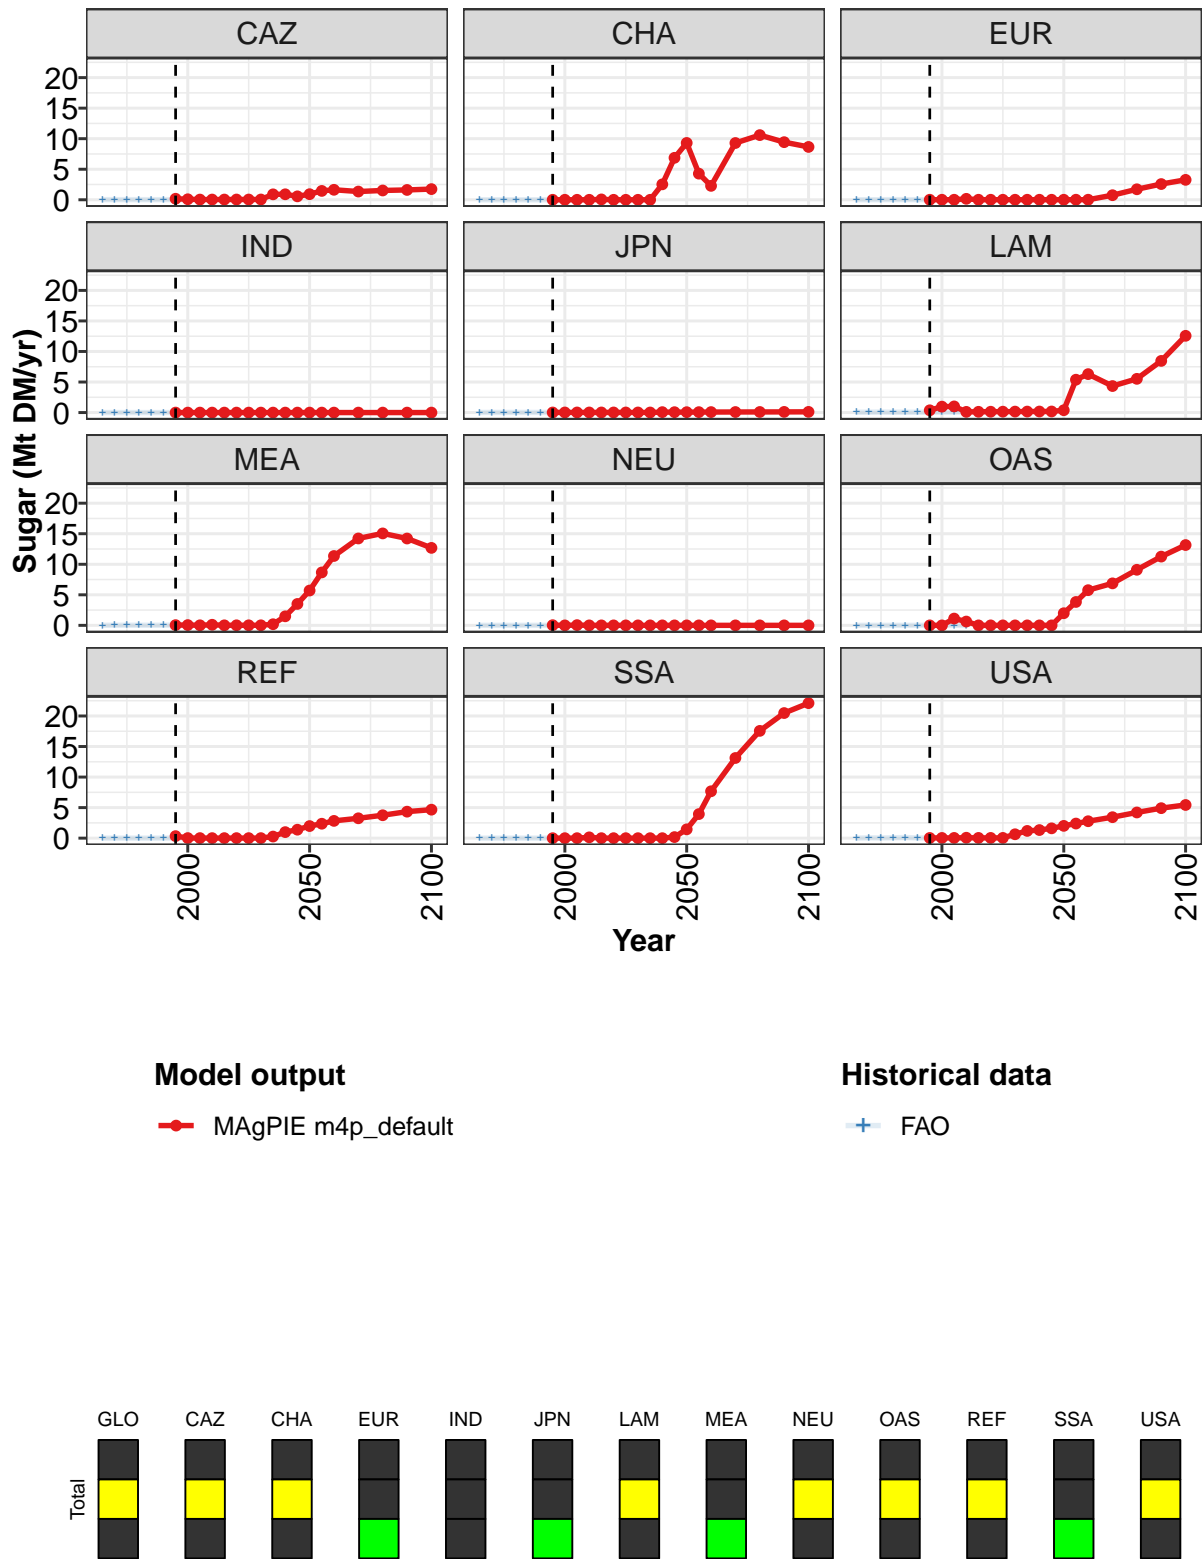 CAZ CHA EUR
20
15
10
5
0
IND JPN LAM
20
15
10
5
0
MEA NEU OAS
20
15
10
5
0
REF SSA USA
20
15
10
5
0
Sugar (Mt DM/yr)
2000 2050 2100 2000 2050 2100 2000 2050 2100
Year
Model output Historical data
MAgPIE m4p_default FAO
GLO CAZ CHA EUR IND JPN LAM MEA NEU OAS REF SSA USA
Total